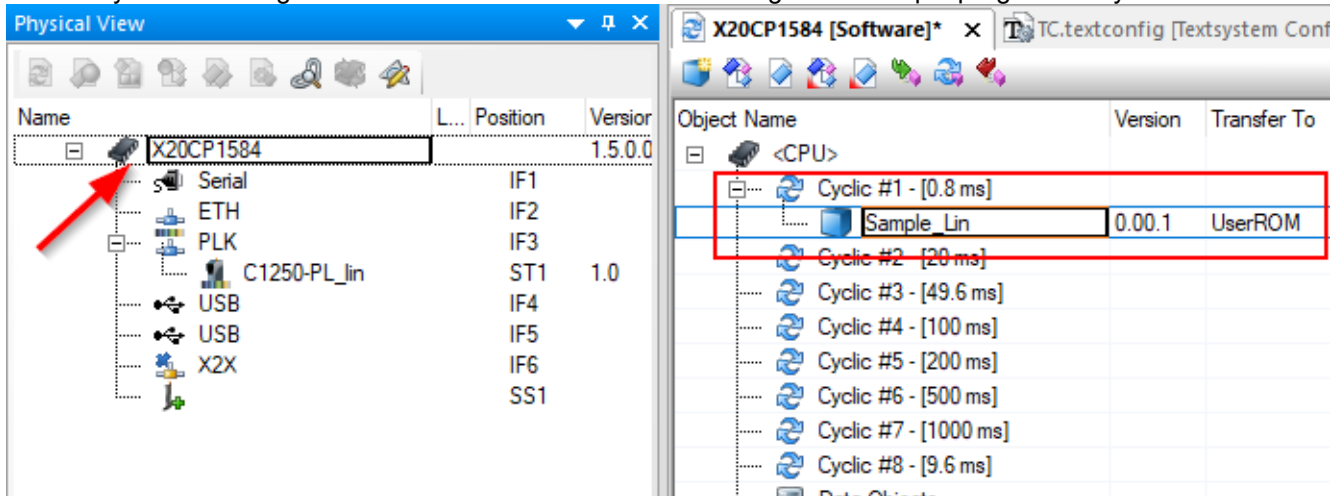 Physical View
Name L... Position Version
X20CP1584 1.5.0.0
Serial IF1
ETH IF2
PLK IF3
C1250-PL_lin ST1 1.0
USB IF4
USB IF5
X2X IF6
SS1
X20CP1584 [Software]* X TC.textconfig [Textsystem Conf
Object Name Version Transfer To
<CPU>
Cyclic #1 - [0.8 ms]
Sample_Lin 0.00.1 UserROM
Cyclic #2 - [20 ms]
Cyclic #3 - [49.6 ms]
Cyclic #4 - [100 ms]
Cyclic #5 - [200 ms]
Cyclic #6 - [500 ms]
Cyclic #7 - [1000 ms]
Cyclic #8 - [9.6 ms]
Data Objects